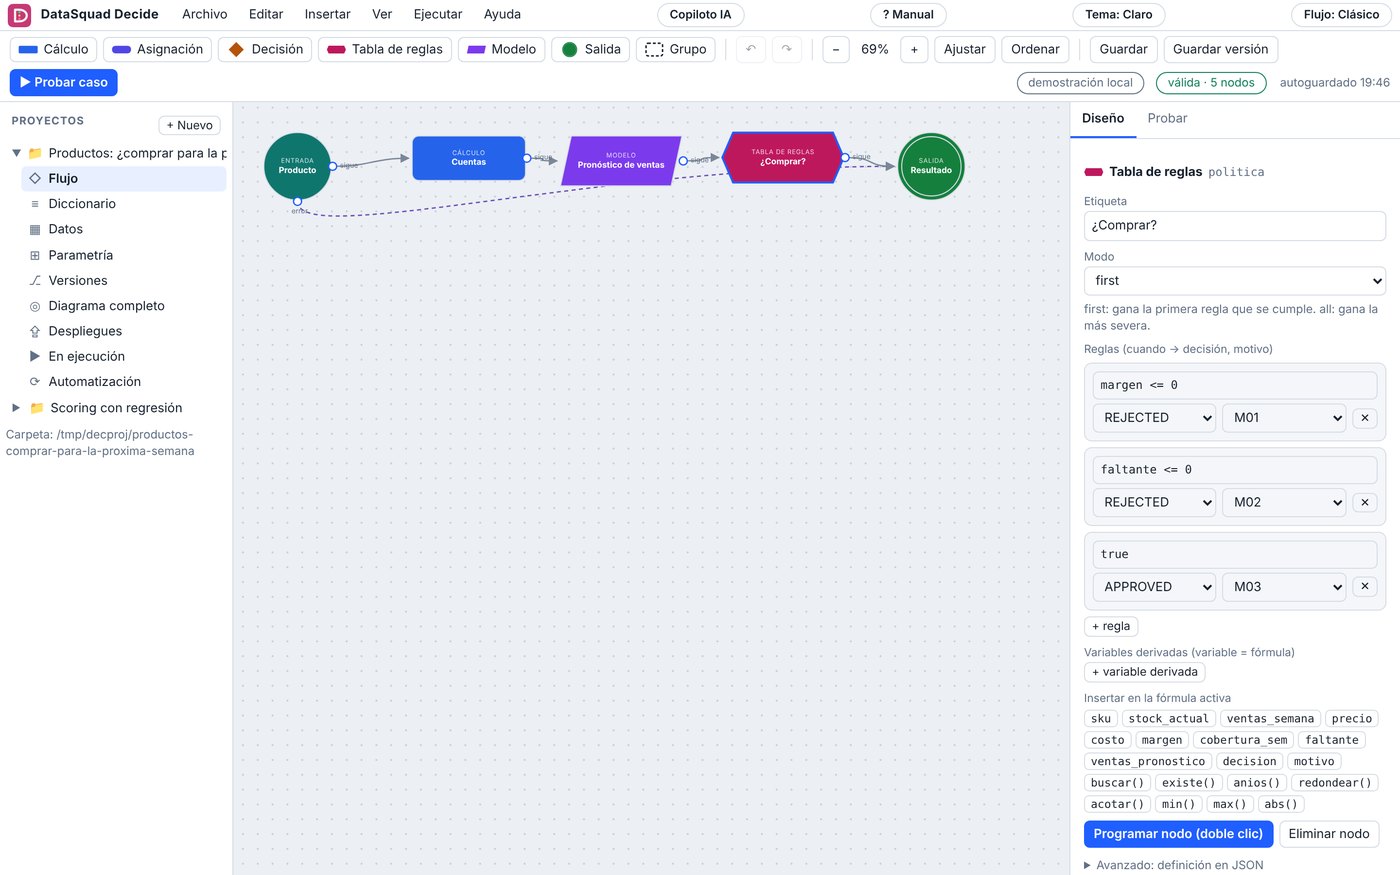 DataSquad Decide Archivo Editar Insertar Ver Ejecutar Ayuda Copiloto IA ? Manual Tema: Claro Flujo: Clásico
Cálculo Asignación Decisión Tabla de reglas Modelo Salida Grupo − 69% + Ajustar Ordenar Guardar Guardar versión
Probar caso demostración local válida · 5 nodos autoguardado 19:46
PROYECTOS
+ Nuevo
Productos: ¿comprar para la p
Flujo
Diccionario
Datos
Parametría
Versiones
Diagrama completo
Despliegues
En ejecución
Automatización
Scoring con regresión
Carpeta: /tmp/decproj/productos-
comprar-para-la-proxima-semana
ENTRADA
Producto
sigue
error
CÁLCULO
Cuentas
sigue
MODELO
Pronóstico de ventas
sigue
TABLA DE REGLAS
¿Comprar?
sigue
SALIDA
Resultado
Diseño Probar
Tabla de reglas politica
Etiqueta
¿Comprar?
Modo
first
first: gana la primera regla que se cumple. all: gana la
más severa.
Reglas (cuando → decisión, motivo)
margen <= 0
REJECTED M01 ×
faltante <= 0
REJECTED M02 ×
true
APPROVED M03 ×
+ regla
Variables derivadas (variable = fórmula)
+ variable derivada
Insertar en la fórmula activa
sku stock_actual ventas_semana precio
costo margen cobertura_sem faltante
ventas_pronostico decision motivo
buscar() existe() anios() redondear()
acotar() min() max() abs()
Programar nodo (doble clic) Eliminar nodo
Avanzado: definición en JSON